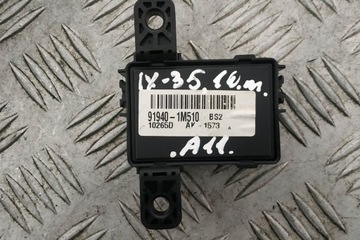 ix-35, 10.m.
91940-1M510 BS2
10265D AY-1573 A
A11.